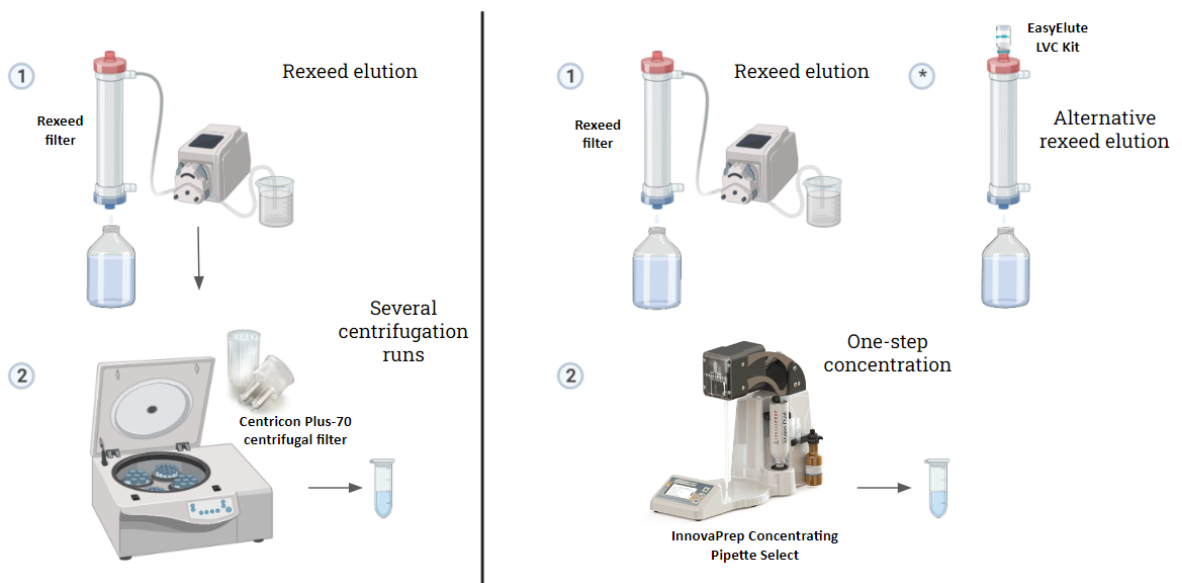 1
Rexeed elution
Rexeed
filter
Several
centrifugation
runs
2
Centricon Plus-70
centrifugal filter
1
Rexeed elution
Rexeed
filter
*
EasyElute
LVC Kit
Alternative
rexeed elution
2
One-step
concentration
InnovaPrep Concentrating
Pipette Select